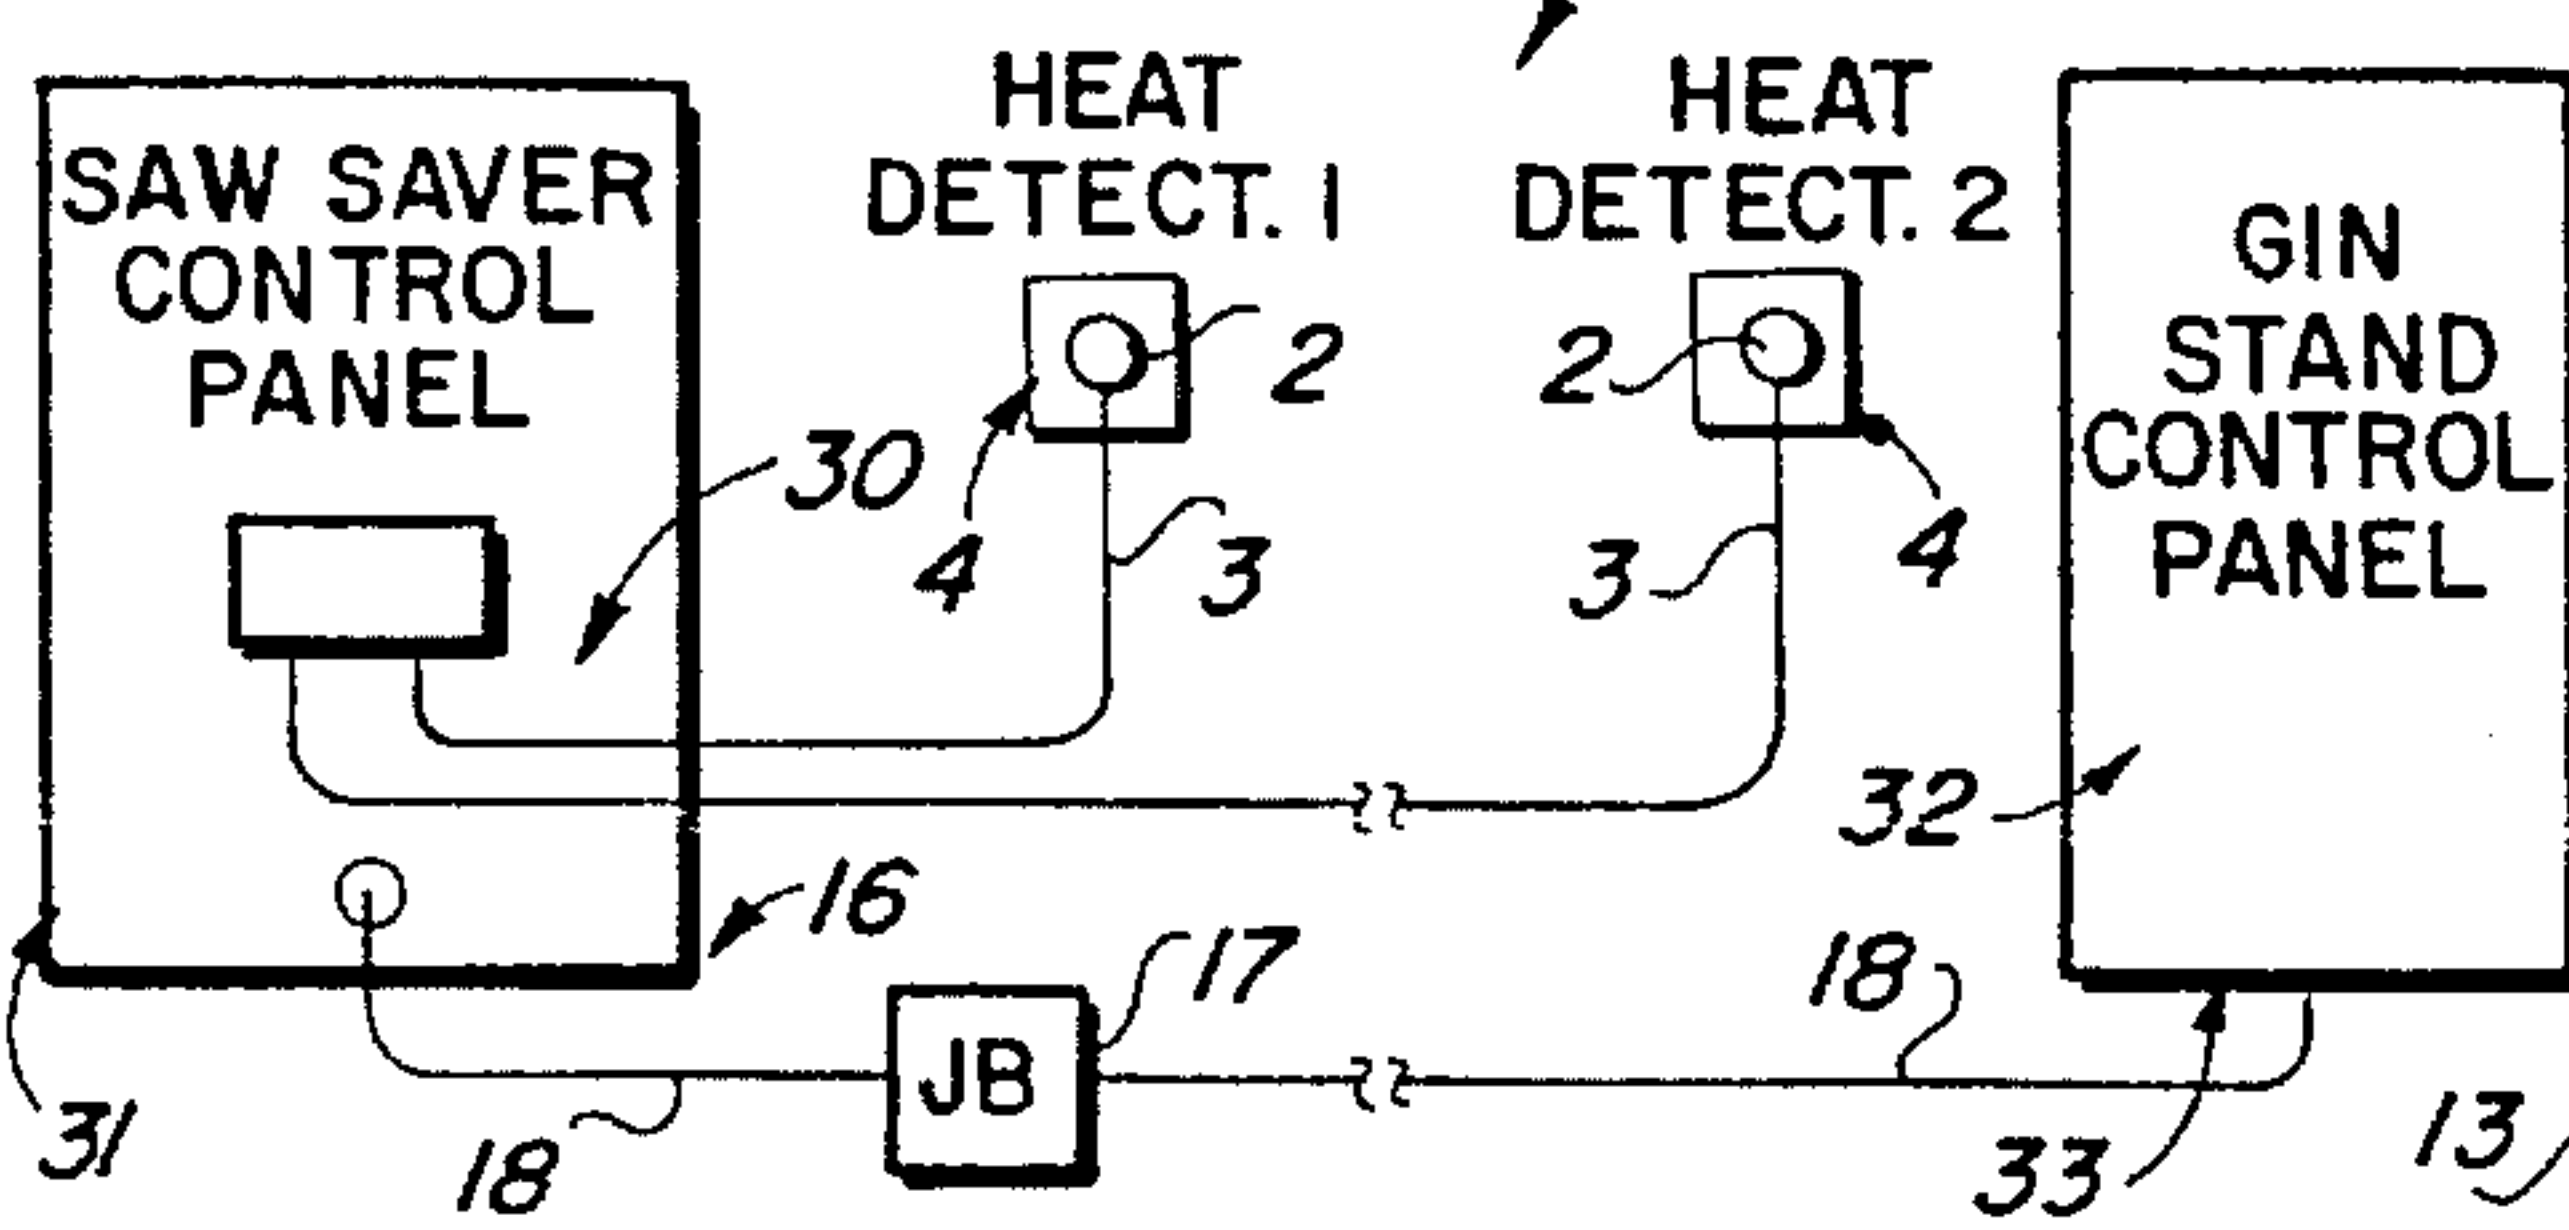 SAW SAVER
CONTROL
PANEL
HEAT
DETECT. 1
HEAT
DETECT. 2
GIN
STAND
CONTROL
PANEL
2
2
30
4
3
3
4
32
16
17
18
31
18
JB
33
13